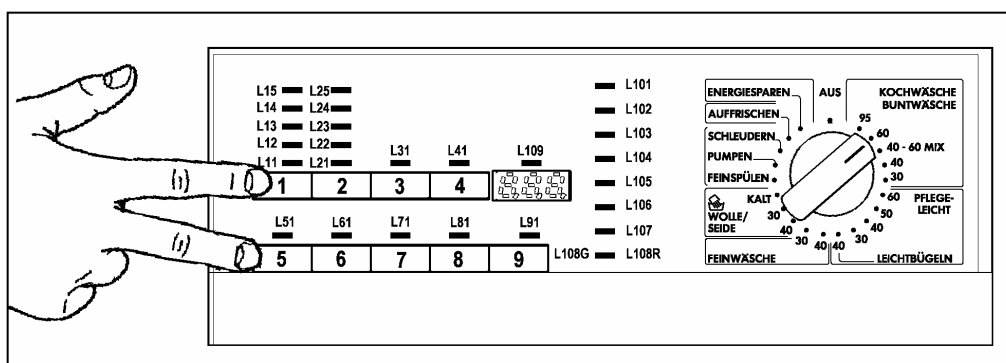 L15 L25
L14 L24
L13 L23
L12 L22
L11 L21 L31 L41 L109
1 2 3 4 888
L51 L61 L71 L81 L91
5 6 7 8 9
L101
L102
L103
L104
L105
L106
L107
L108G L108R
ENERGIESPAREN AUS KOCHWÄSCHE
BUNTWÄSCHE
AUFFRISCHEN 95
SCHLEUDERN 60
40 - 60 MIX
PUMPEN 40
FEINSPÜLEN 30
KALT 60 PFLEGE-
LEICHT
WOLLE/
SEIDE 30 50
40 30 40 40 40
FEINWÄSCHE LEICHTBÜGELN